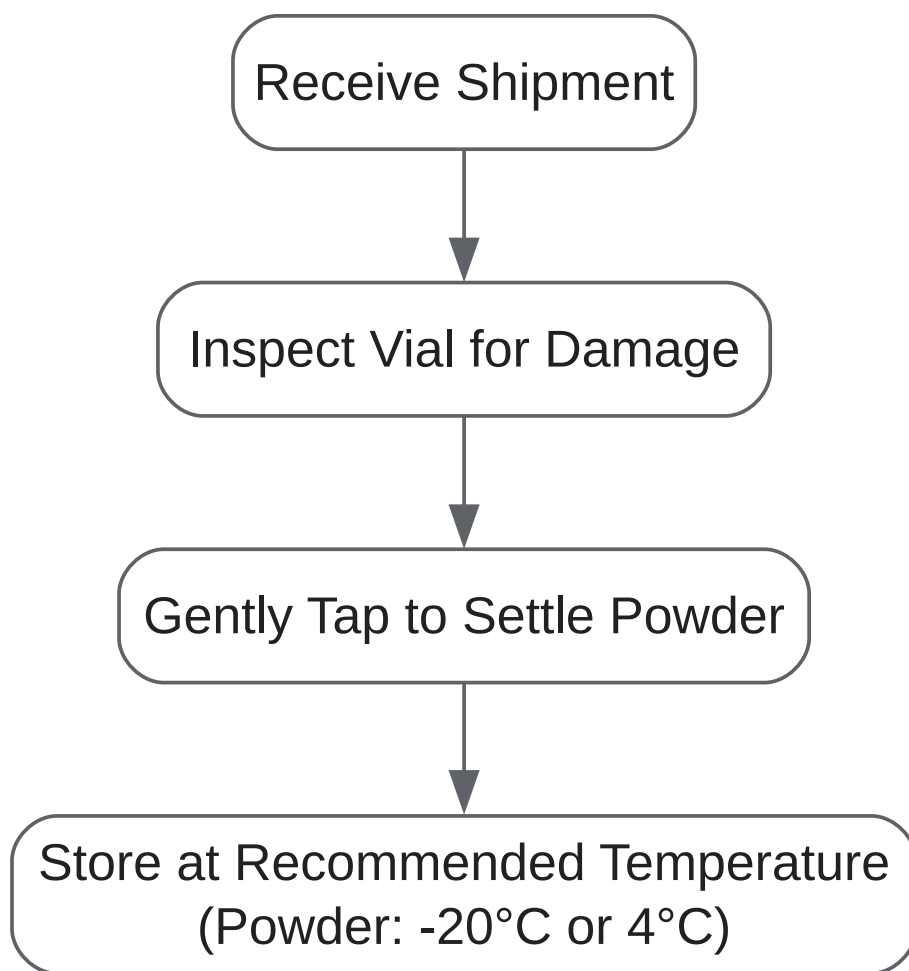 Receive Shipment
Inspect Vial for Damage
Gently Tap to Settle Powder
Store at Recommended Temperature
(Powder: -20°C or 4°C)